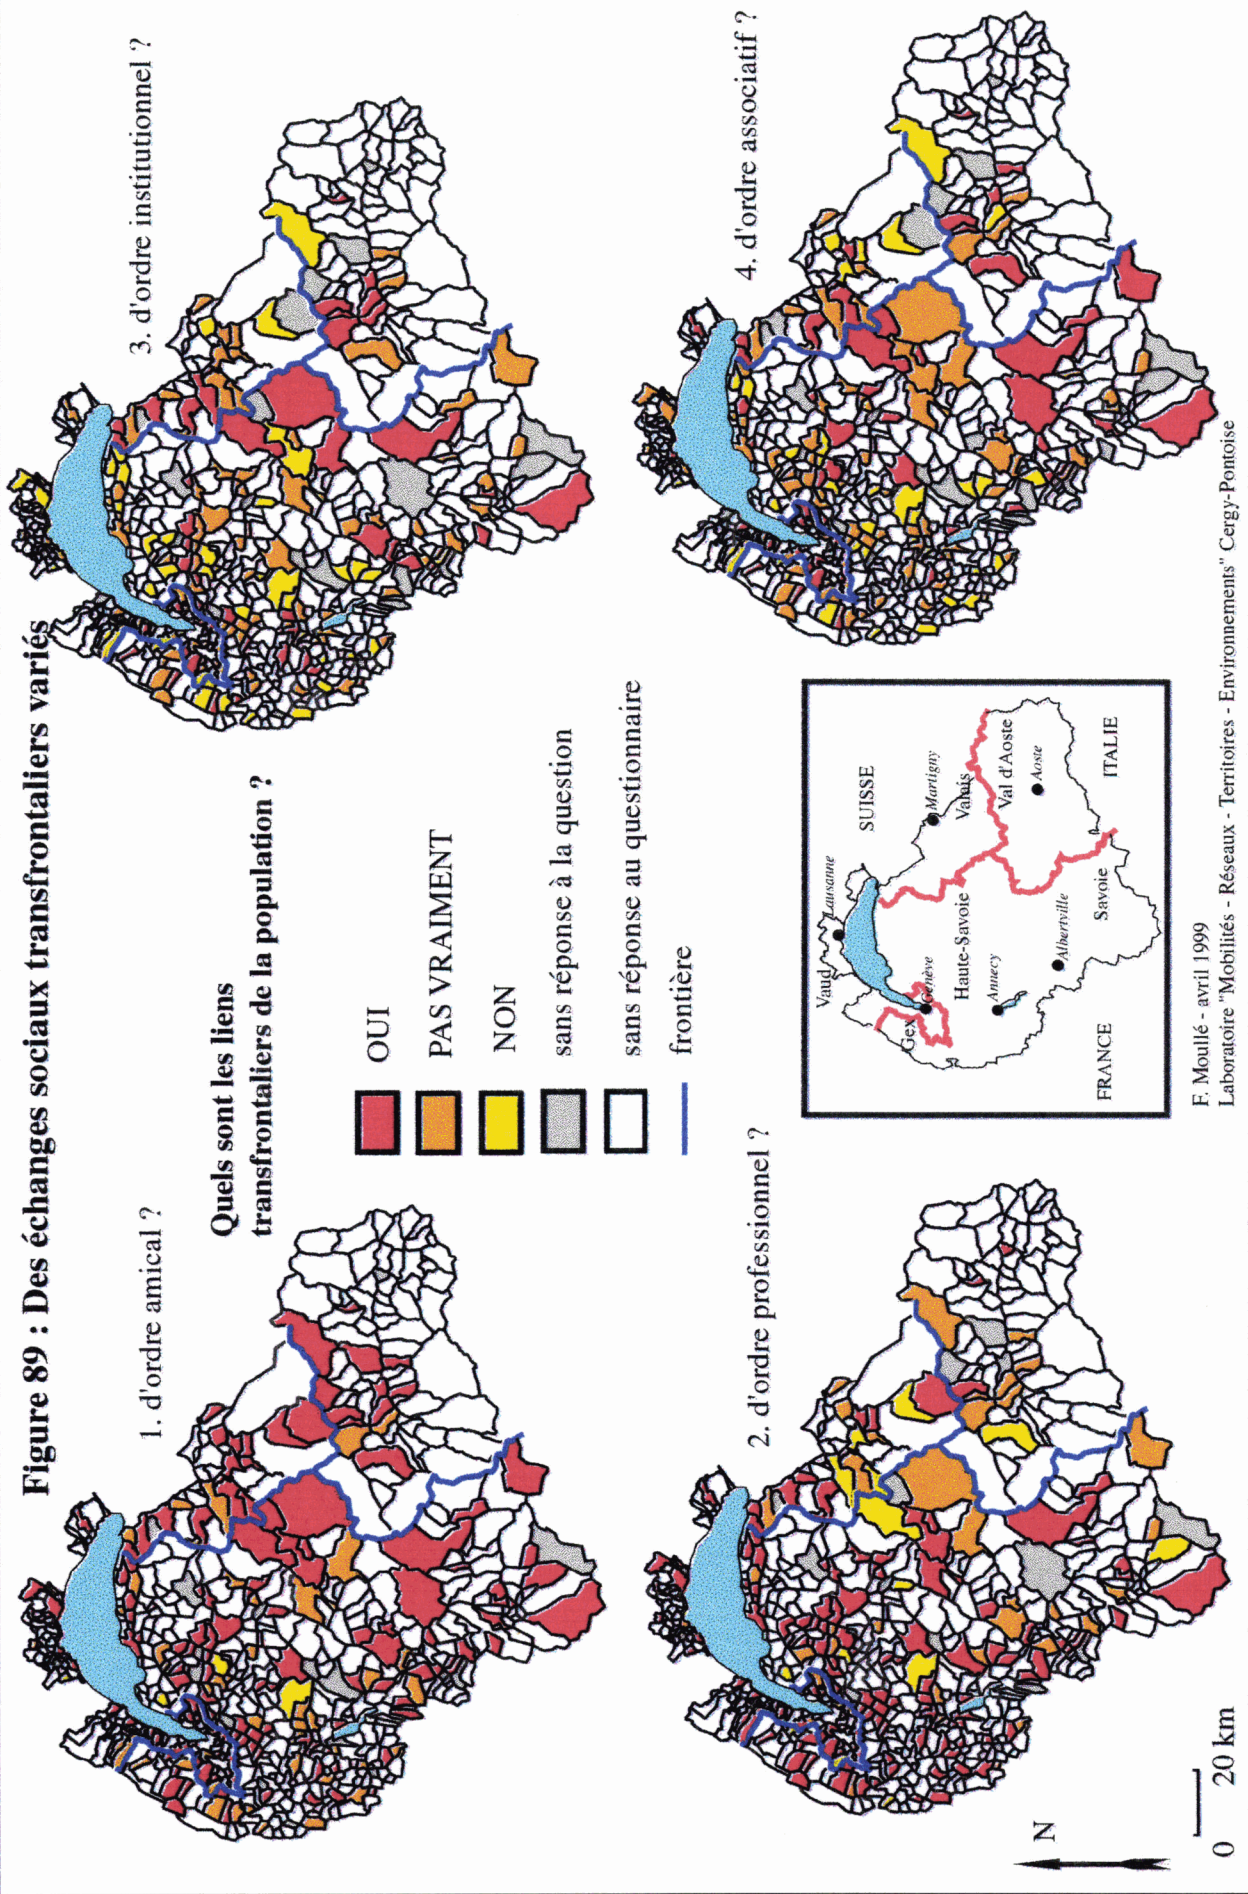 Figure 89 : Des échanges sociaux transfrontaliers variés
1. d'ordre amical ?
3. d'ordre institutionnel ?
Quels sont les liens
transfrontaliers de la population ?
OUI
PAS VRAIMENT
NON
sans réponse à la question
sans réponse au questionnaire
frontière
2. d'ordre professionnel ?
4. d'ordre associatif ?
Vaud
Lausanne
SUISSE
Gex
Genève
Martigny
Valais
Haute-Savoie
Annecy
Val d'Aoste
Aoste
Albertville
Savoie
FRANCE
ITALIE
N
0 20 km
F. Moullé - avril 1999
Laboratoire "Mobilités - Réseaux - Territoires - Environnements" Cergy-Pontoise